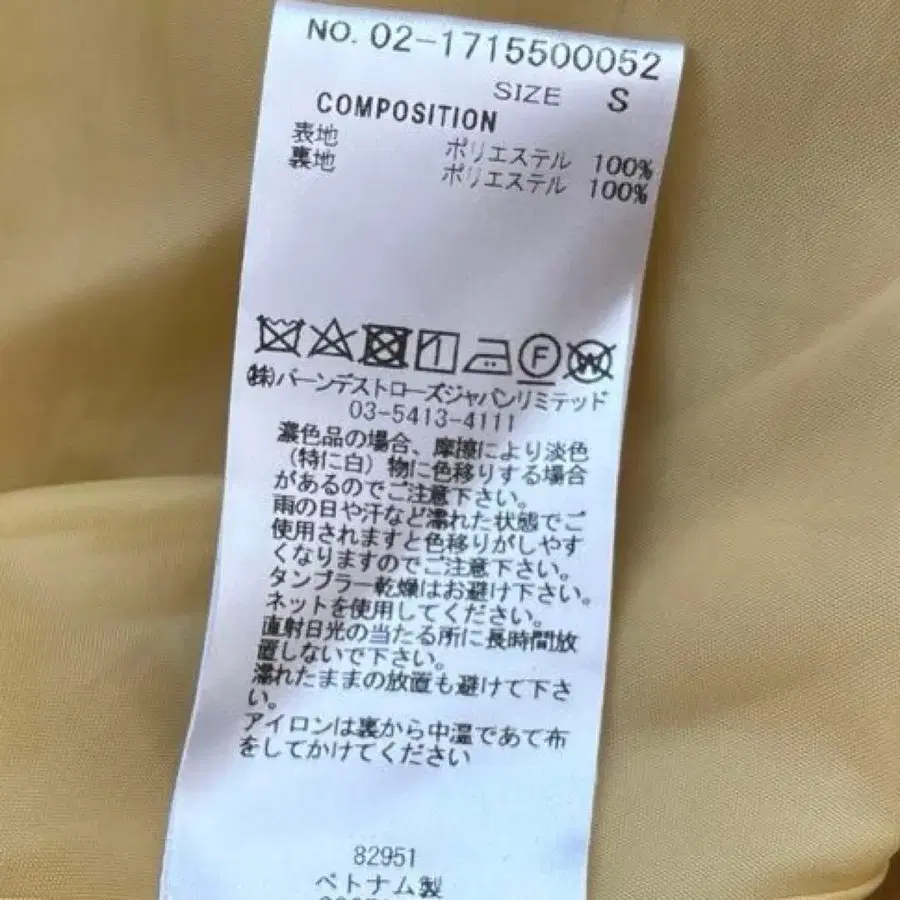 NO. 02-1715500052
SIZE S
COMPOSITION
表地 ポリエステル 100%
裏地 ポリエステル 100%
F W
(株)バーンデストローズジャパンリミテッド
03-5413-4111
濃色品の場合、摩擦により淡色
(特に白)物に色移りする場合
があるのでご注意下さい。
雨の日や汗など濡れた状態でご
使用されますと色移りがしやす
くなりますのでご注意下さい。
タンブラー乾燥はお避け下さい。
ネットを使用してください。
直射日光の当たる所に長時間放
置しないで下さい。
濡れたままの放置も避けて下さ
い。
アイロンは裏から中温であて布
をしてかけてください
82951
ベトナム製